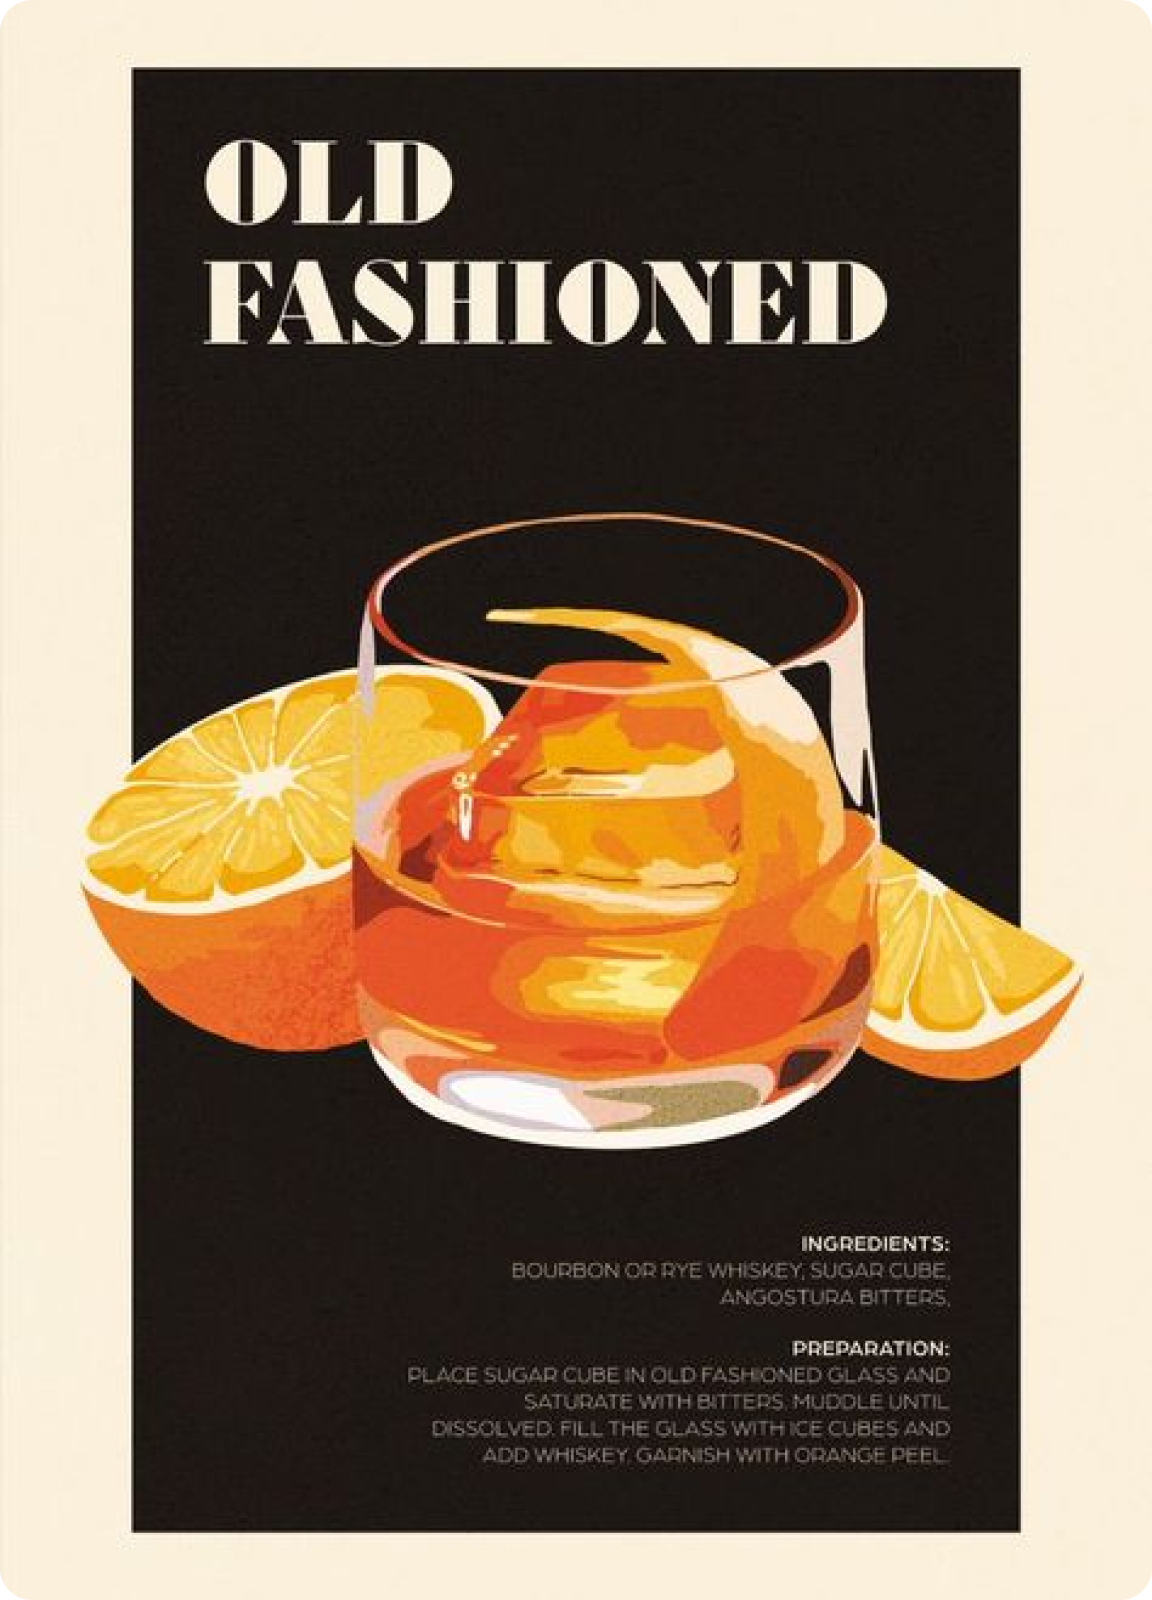 OLD
FASHIONED
INGREDIENTS:
BOURBON OR RYE WHISKEY, SUGAR CUBE,
ANGOSTURA BITTERS,
PREPARATION:
PLACE SUGAR CUBE IN OLD FASHIONED GLASS AND
SATURATE WITH BITTERS, MUDDLE UNTIL
DISSOLVED. FILL THE GLASS WITH ICE CUBES AND
ADD WHISKEY. GARNISH WITH ORANGE PEEL.